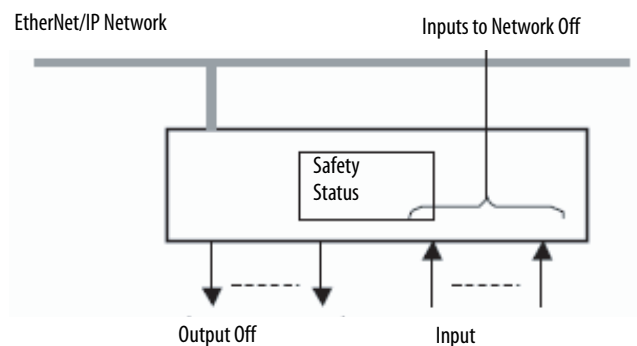 EtherNet/IP Network
Inputs to Network Off
Safety
Status
Output Off
Input